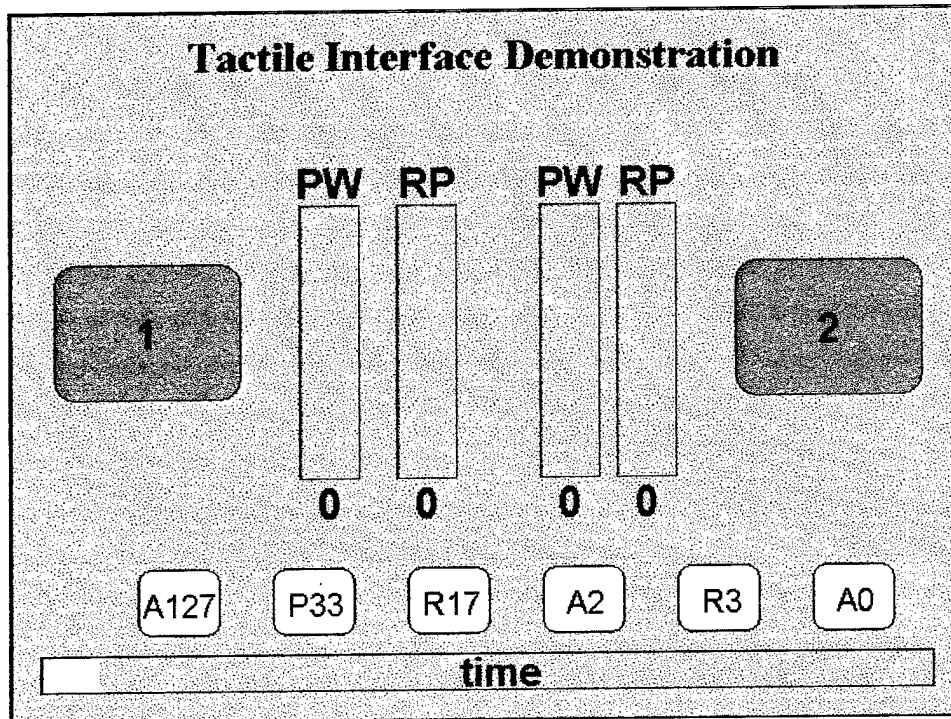 Tactile Interface Demonstration
PW RP PW RP
1 2
0 0 0 0
A127 P33 R17 A2 R3 A0
time